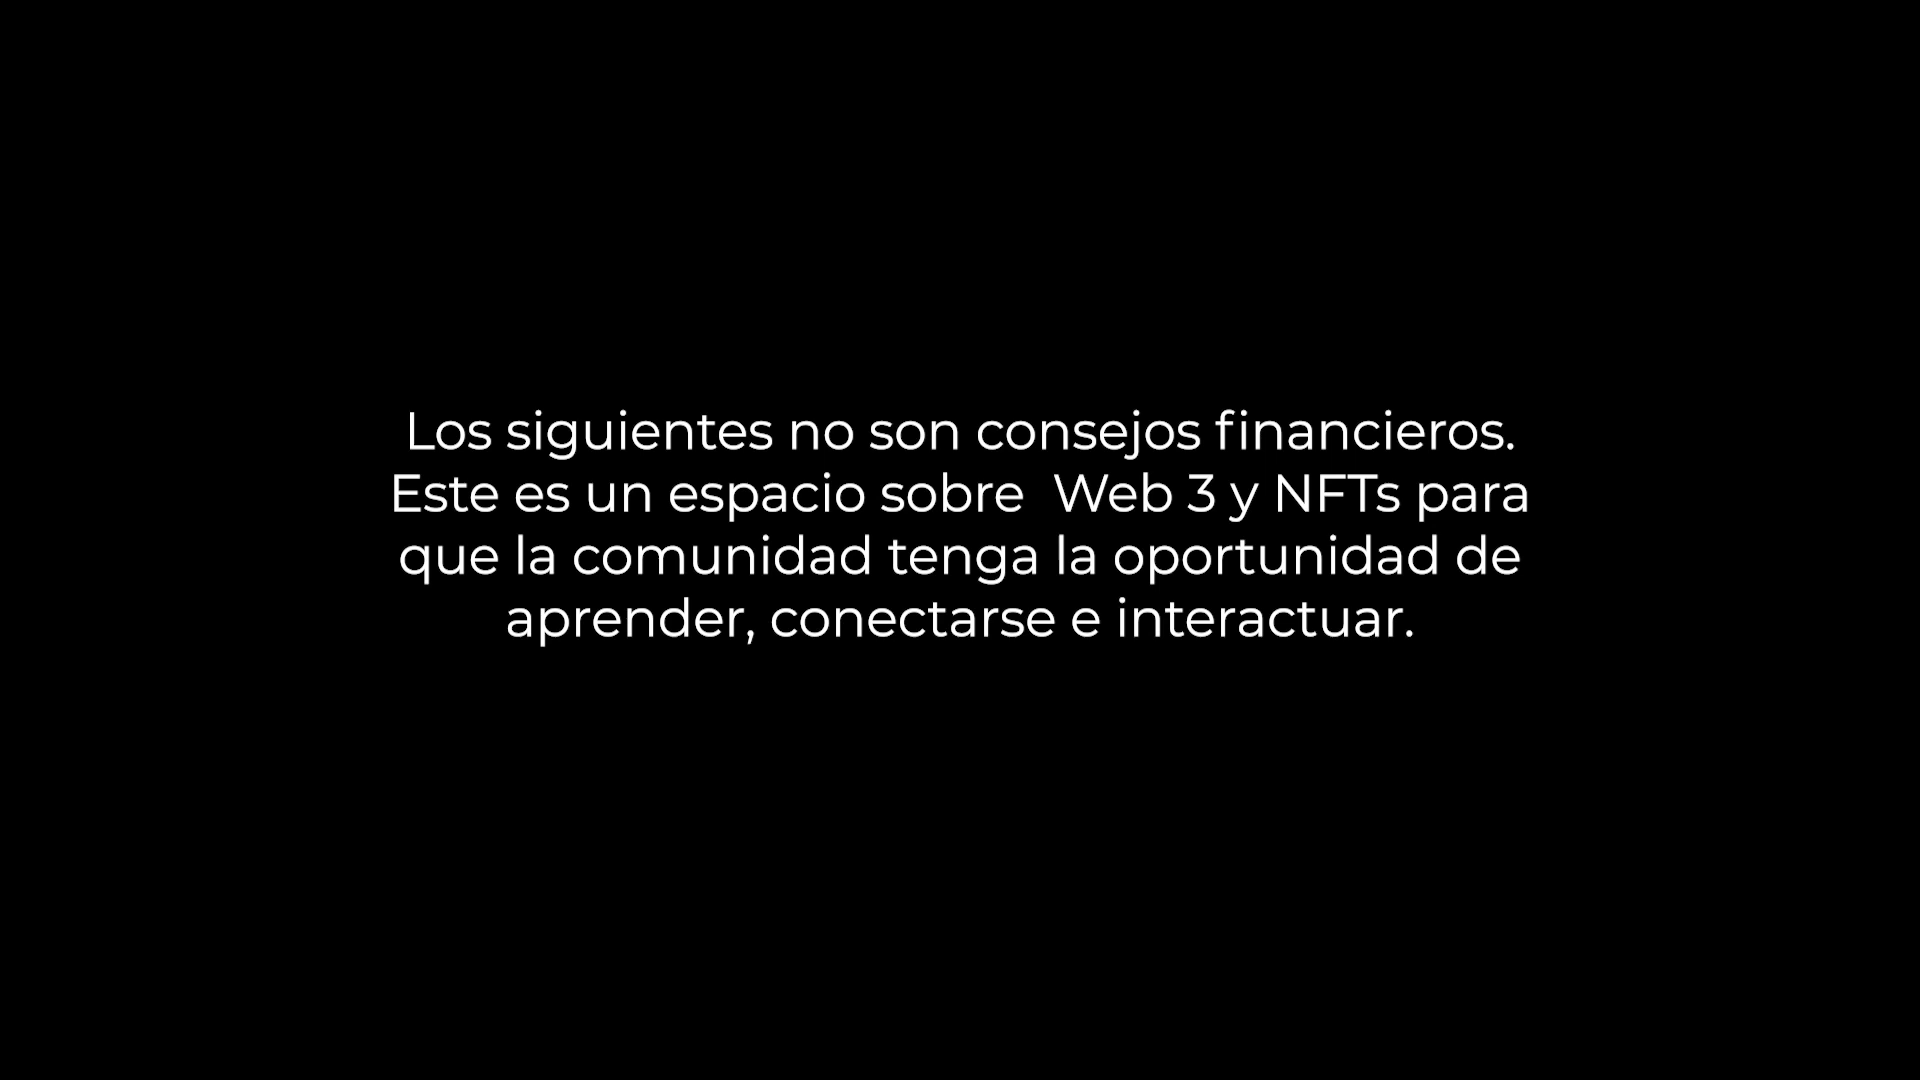 Los siguientes no son consejos financieros.
Este es un espacio sobre  Web 3 y NFTs para
que la comunidad tenga la oportunidad de
aprender, conectarse e interactuar.